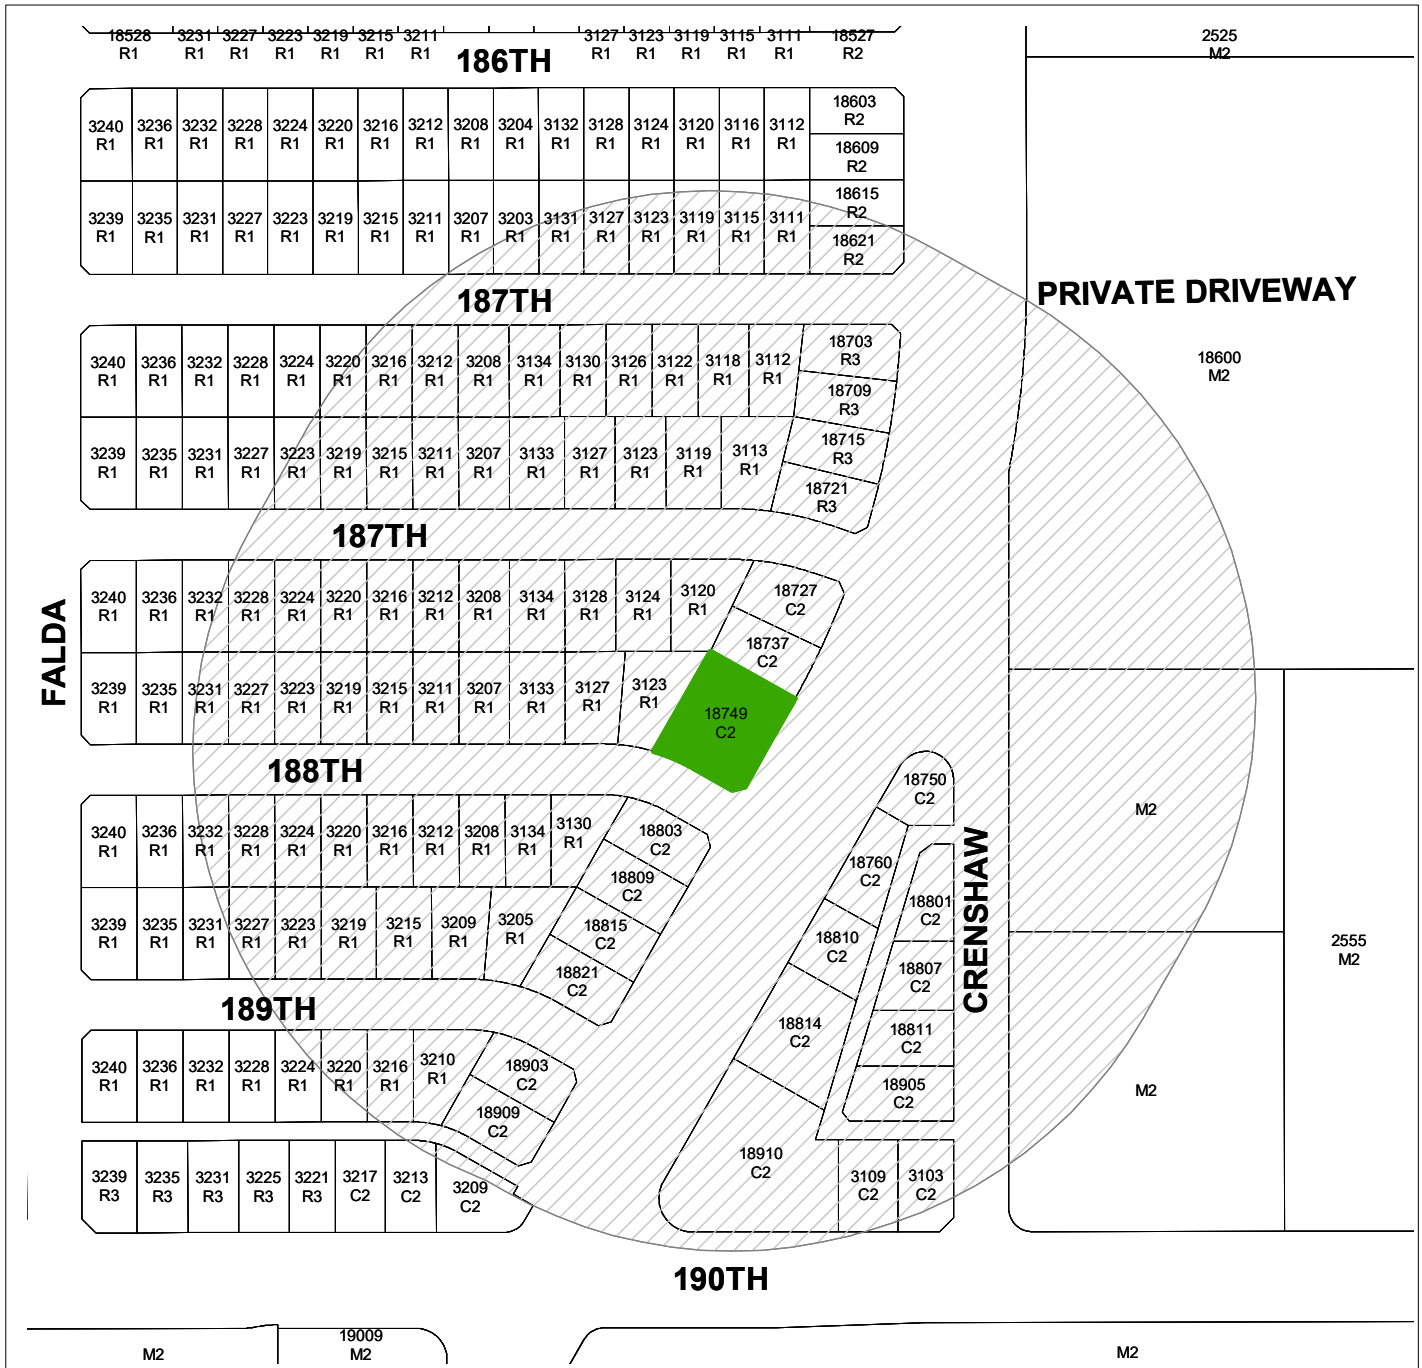 18528 3231 3227 3223 3219 3215 3211 3127 3123 3119 3115 3111 18527 2525
R1 R1 R1 R1 R1 R1 R1 R1 R1 R1 R1 R1 R2 M2
186TH
3240 3236 3232 3228 3224 3220 3216 3212 3208 3204 3132 3128 3124 3120 3116 3112 18603
R1 R1 R1 R1 R1 R1 R1 R1 R1 R1 R1 R1 R1 R1 R1 R1 R2
18609
R2
3239 3235 3231 3227 3223 3219 3215 3211 3207 3203 3131 3127 3123 3119 3115 3111 18615
R1 R1 R1 R1 R1 R1 R1 R1 R1 R1 R1 R1 R1 R1 R1 R1 R2
18621
R2
187TH
PRIVATE DRIVEWAY
18600
M2
3240 3236 3232 3228 3224 3220 3216 3212 3208 3134 3130 3126 3122 3118 3112 18703
R1 R1 R1 R1 R1 R1 R1 R1 R1 R1 R1 R1 R1 R1 R1 R3
18709
R3
3239 3235 3231 3227 3223 3219 3215 3211 3207 3133 3127 3123 3119 3113 18715
R1 R1 R1 R1 R1 R1 R1 R1 R1 R1 R1 R1 R1 R1 R3
18721
R3
187TH
FALDA
3240 3236 3232 3228 3224 3220 3216 3212 3208 3134 3128 3124 3120 18727
R1 R1 R1 R1 R1 R1 R1 R1 R1 R1 R1 R1 R1 C2
18737
C2
3239 3235 3231 3227 3223 3219 3215 3211 3207 3133 3127 3123 18749
R1 R1 R1 R1 R1 R1 R1 R1 R1 R1 R1 R1 C2
188TH
18750
C2
M2
3240 3236 3232 3228 3224 3220 3216 3212 3208 3134 3130 18803
R1 R1 R1 R1 R1 R1 R1 R1 R1 R1 R1 C2
18809
C2
18760
C2
CRENSHAW
3239 3235 3231 3227 3223 3219 3215 3209 3205 18815
R1 R1 R1 R1 R1 R1 R1 R1 R1 C2
18821
C2
18801
C2
18810
C2
18807
C2
2555
M2
189TH
18814
C2
18811
C2
3240 3236 3232 3228 3224 3220 3216 3210 18903
R1 R1 R1 R1 R1 R1 R1 R1 C2
18909
C2
18905
C2
M2
3239 3235 3231 3225 3221 3217 3213 3209
R3 R3 R3 R3 R3 C2 C2 C2
18910 3109 3103
C2 C2 C2
190TH
19009
M2 M2 M2